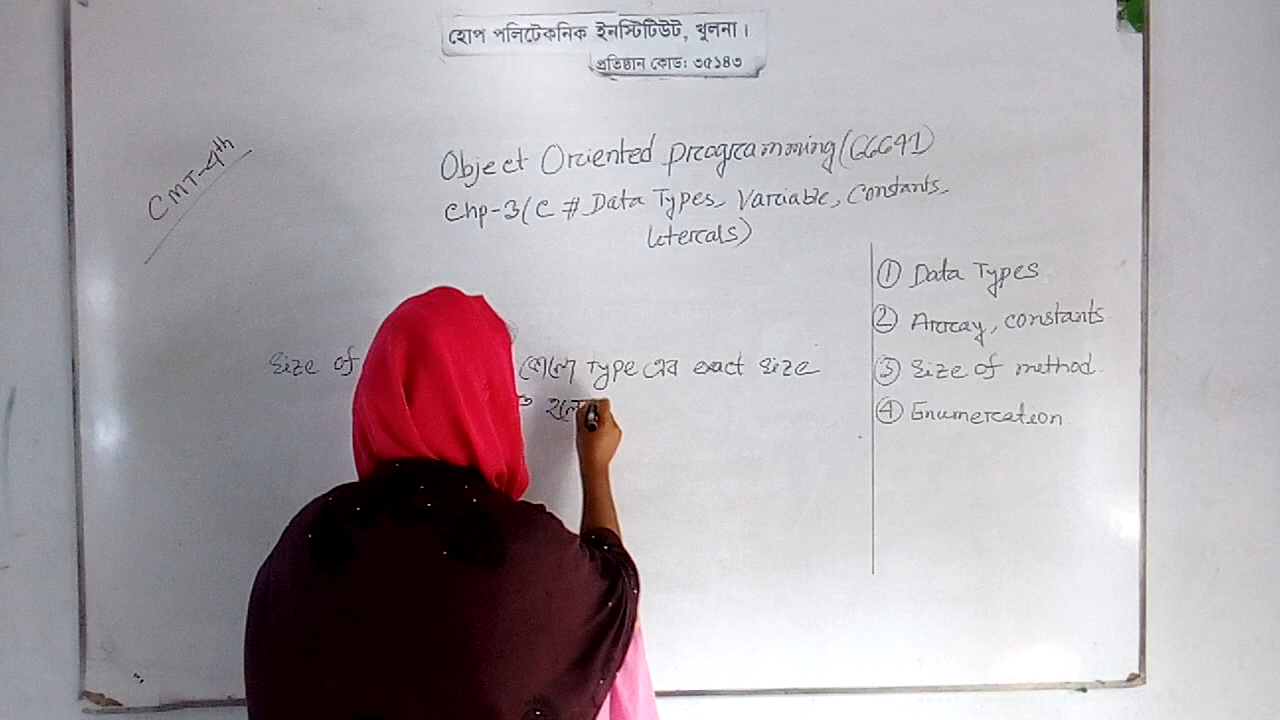 হোপ পলিটেকনিক ইনস্টিটিউট, খুলনা।
প্রতিষ্ঠান কোডঃ ৩৫১৪৩
CMT-4th
Object Oriented programming (66641)
Chp-3 (C # Data Types, Variable, Constants,
literals)
Size of কোনো type এর exact size
① Data Types
② Array, constants
③ Size of method.
④ Enumeration